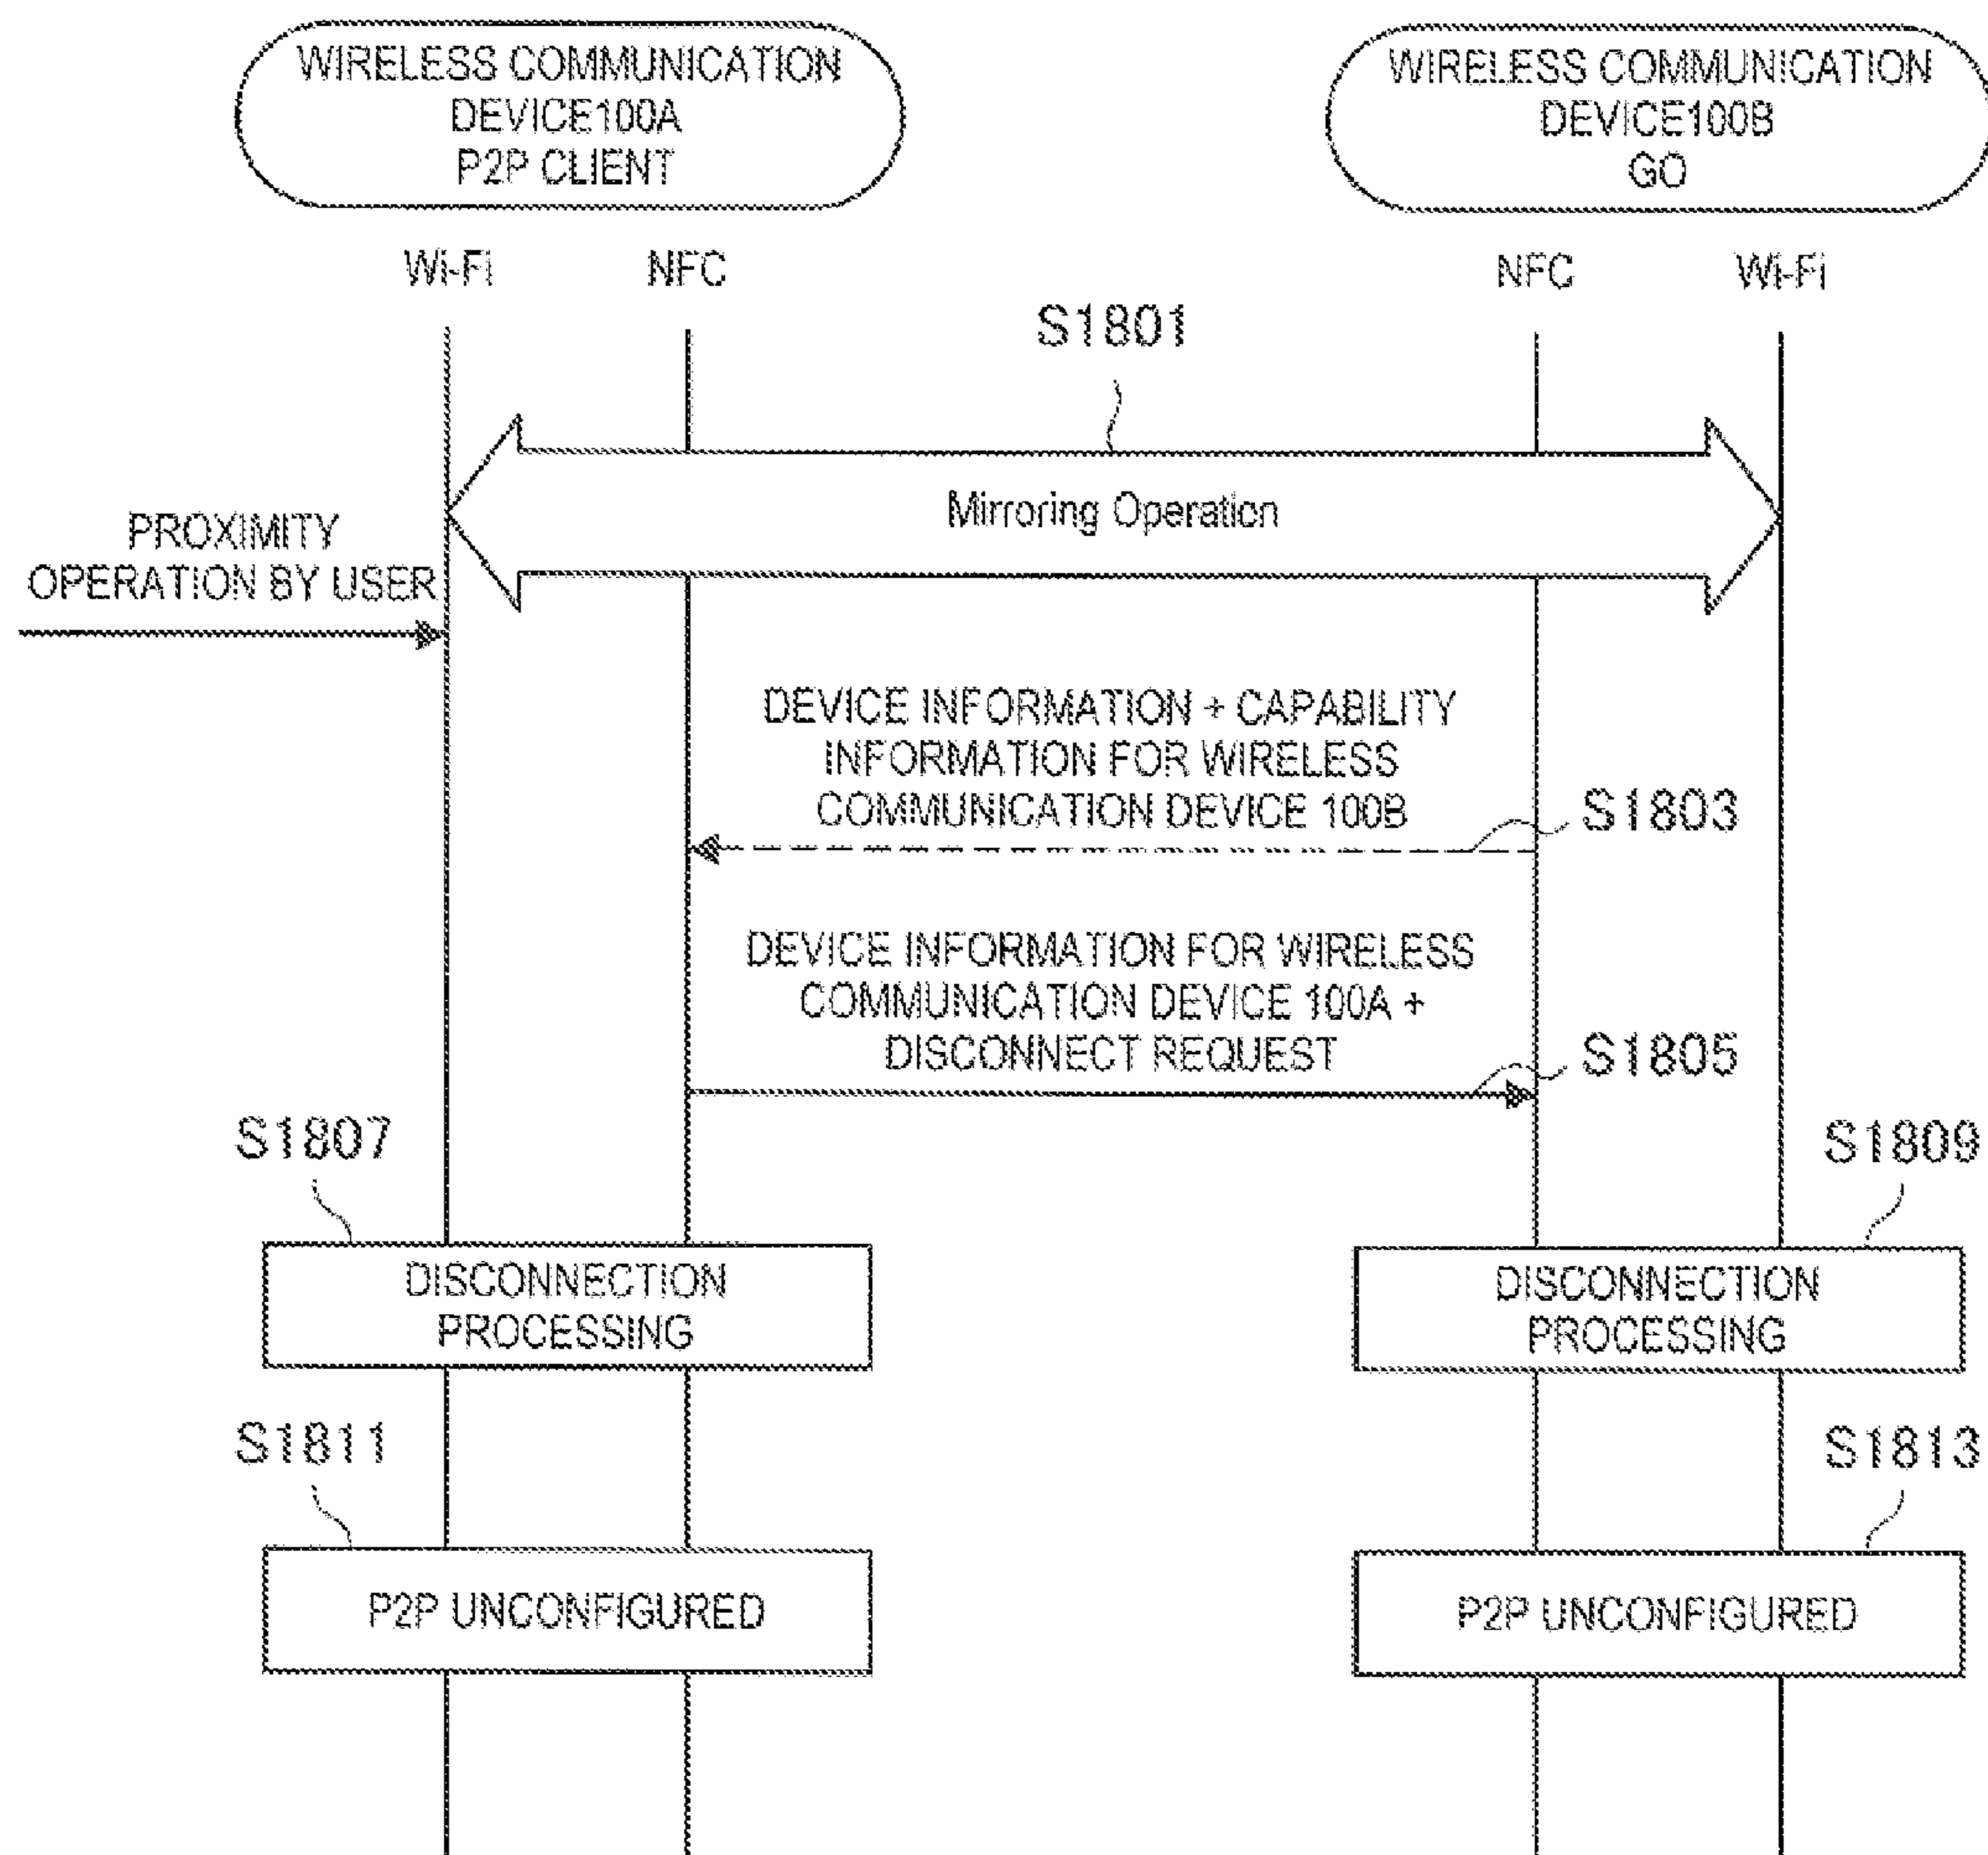 WIRELESS COMMUNICATION
DEVICE100A
P2P CLIENT
WIRELESS COMMUNICATION
DEVICE100B
GO
Wi-Fi
NFC
NFC
Wi-Fi
S1801
Mirroring Operation
PROXIMITY
OPERATION BY USER
DEVICE INFORMATION + CAPABILITY
INFORMATION FOR WIRELESS
COMMUNICATION DEVICE 100B
S1803
DEVICE INFORMATION FOR WIRELESS
COMMUNICATION DEVICE 100A +
DISCONNECT REQUEST
S1805
S1807
S1809
DISCONNECTION
PROCESSING
DISCONNECTION
PROCESSING
S1811
S1813
P2P UNCONFIGURED
P2P UNCONFIGURED